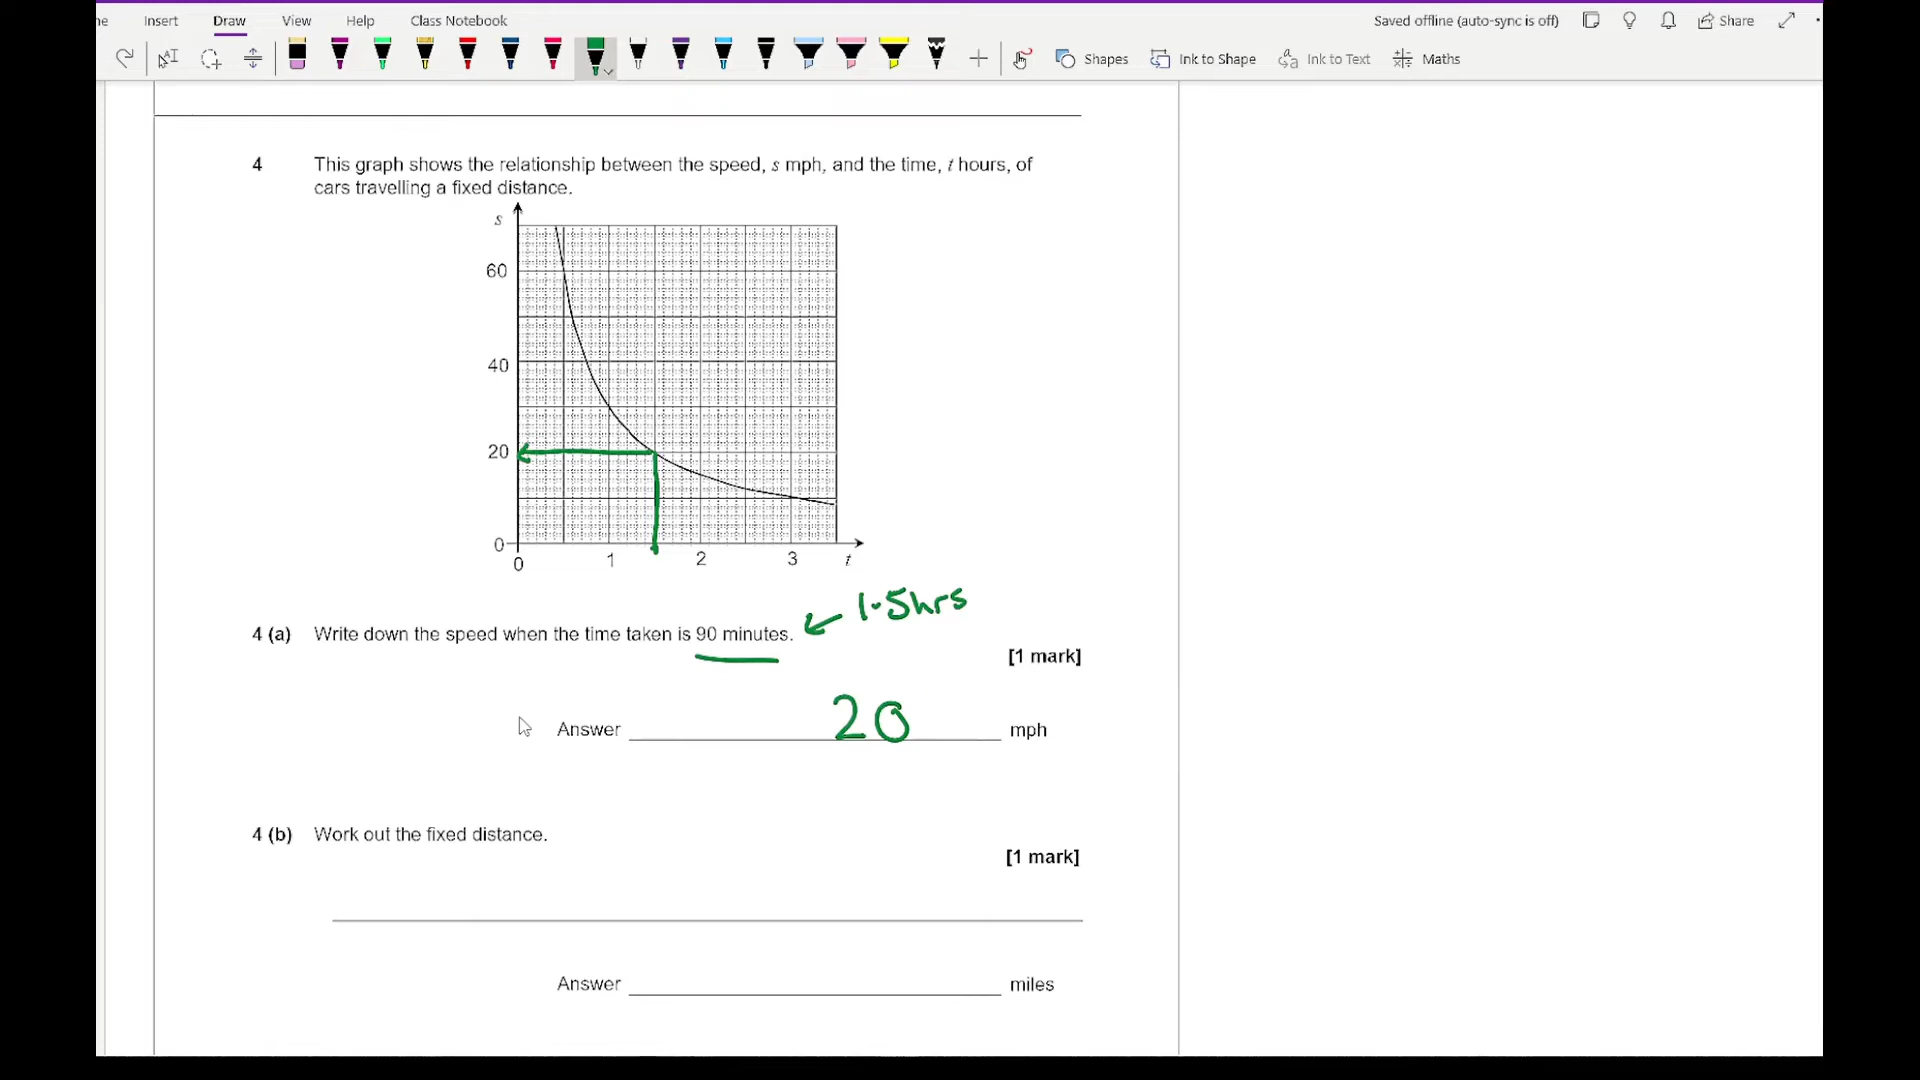 ne Insert Draw View Help Class Notebook Saved offline (auto-sync is off) Share
Shapes Ink to Shape Ink to Text Maths
4 This graph shows the relationship between the speed, s mph, and the time, t hours, of
cars travelling a fixed distance.
s
60
40
20
0
0 1 2 3 t
1.5hrs
4 (a) Write down the speed when the time taken is 90 minutes.
[1 mark]
20
Answer mph
4 (b) Work out the fixed distance.
[1 mark]
Answer miles